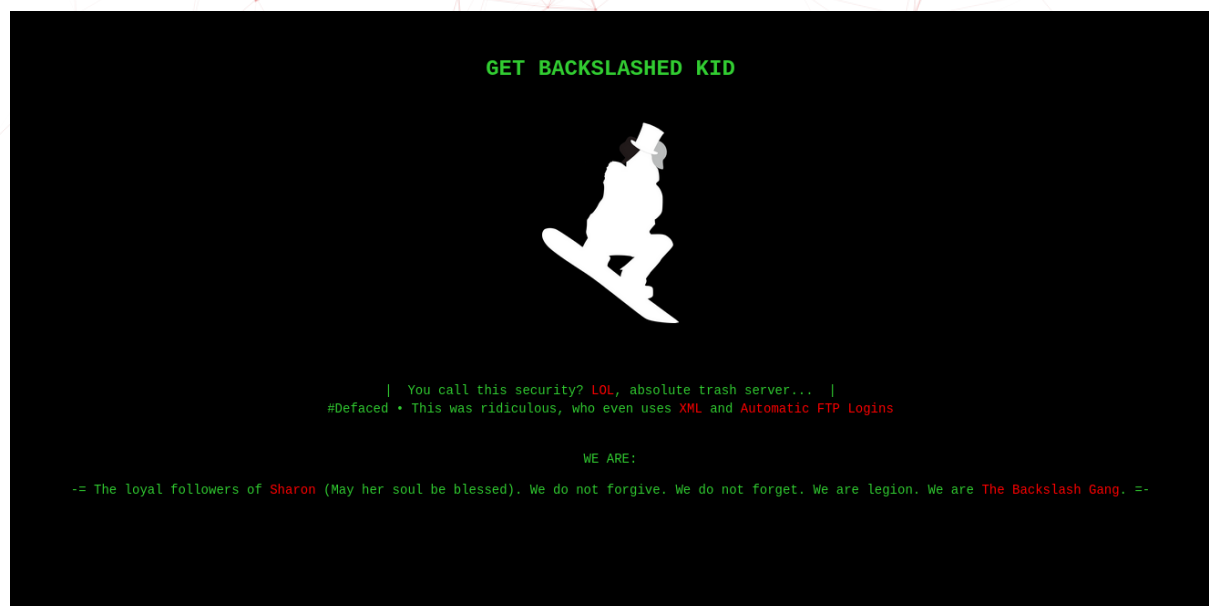 GET BACKSLASHED KID
| You call this security? LOL, absolute trash server... |
#Defaced • This was ridiculous, who even uses XML and Automatic FTP Logins
WE ARE:
-= The loyal followers of Sharon (May her soul be blessed). We do not forgive. We do not forget. We are legion. We are The Backslash Gang. =-